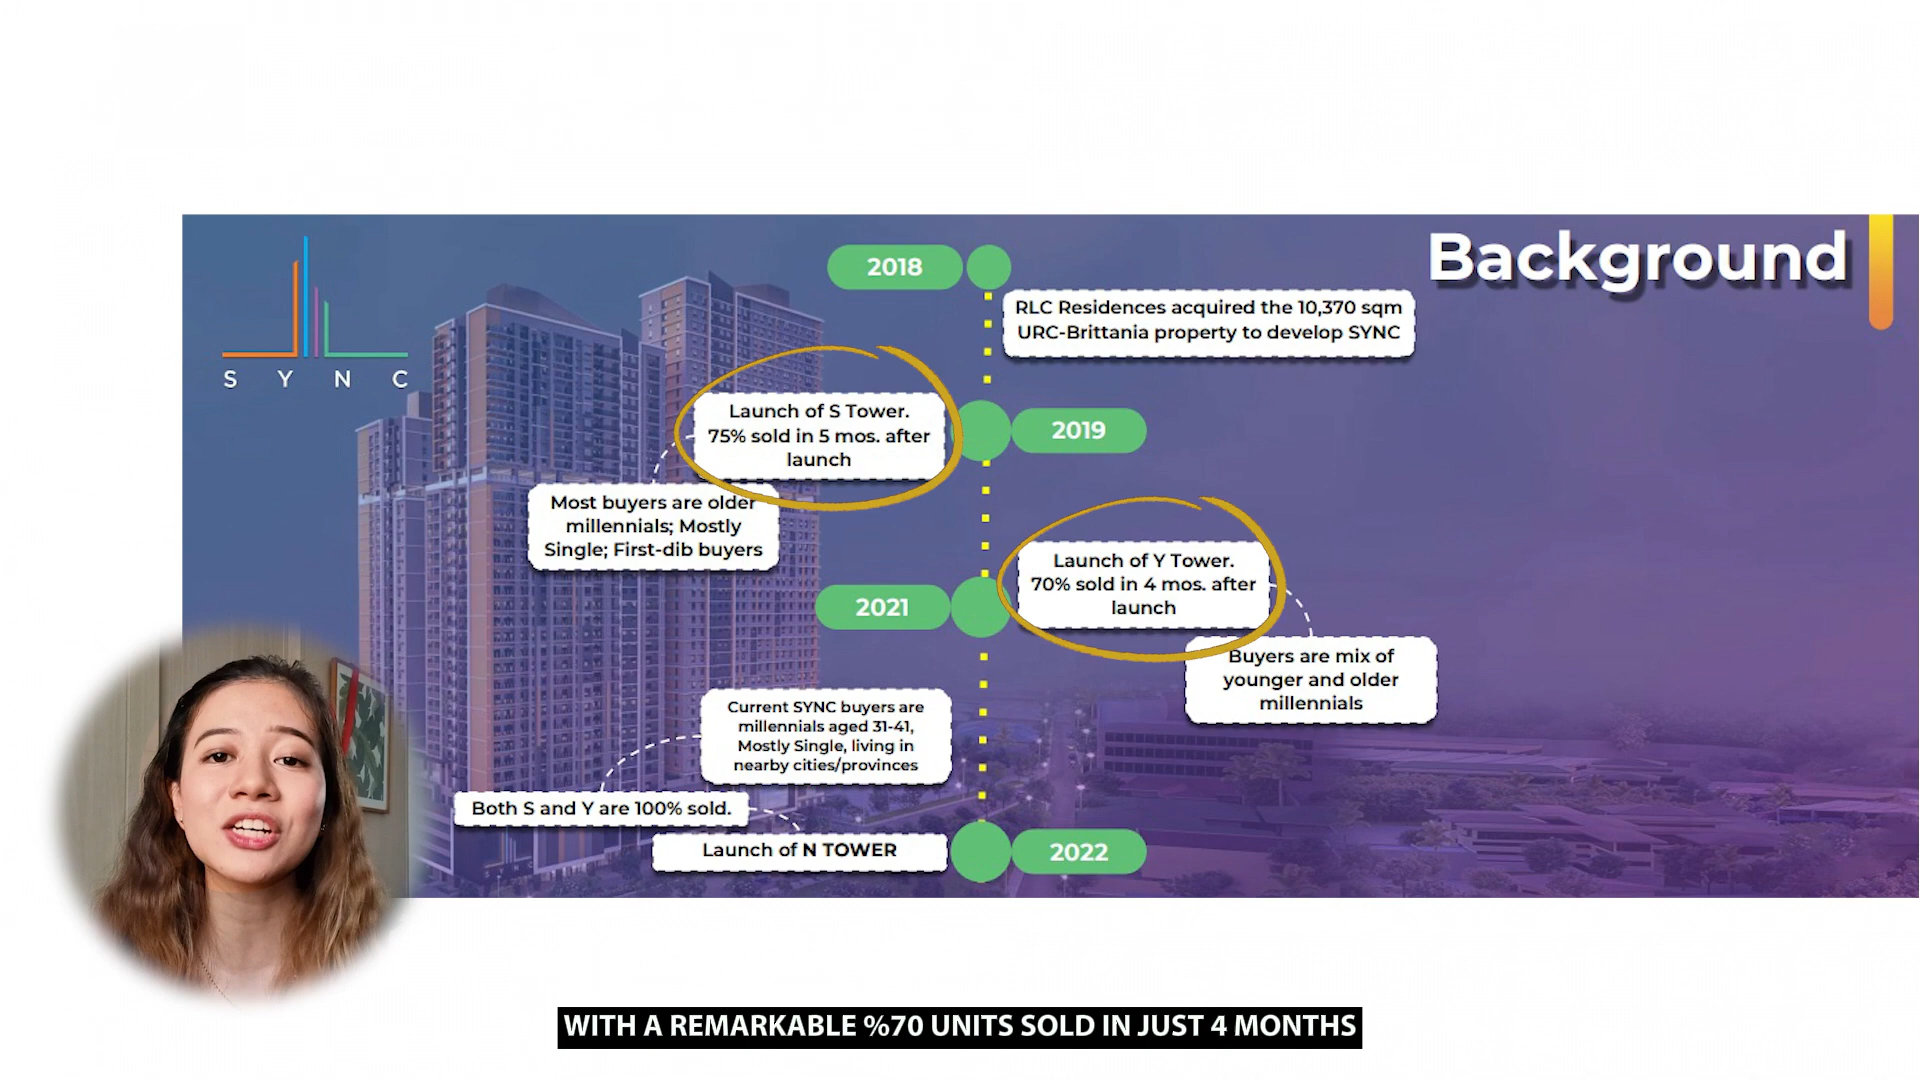 Background
S Y N C
2018
RLC Residences acquired the 10,370 sqm
URC-Brittania property to develop SYNC
Launch of S Tower.
75% sold in 5 mos. after
launch
2019
Most buyers are older
millennials; Mostly
Single; First-dib buyers
Launch of Y Tower.
70% sold in 4 mos. after
launch
2021
Buyers are mix of
younger and older
millennials
Current SYNC buyers are
millennials aged 31-41,
Mostly Single, living in
nearby cities/provinces
Both S and Y are 100% sold.
Launch of N TOWER
2022
WITH A REMARKABLE %70 UNITS SOLD IN JUST 4 MONTHS